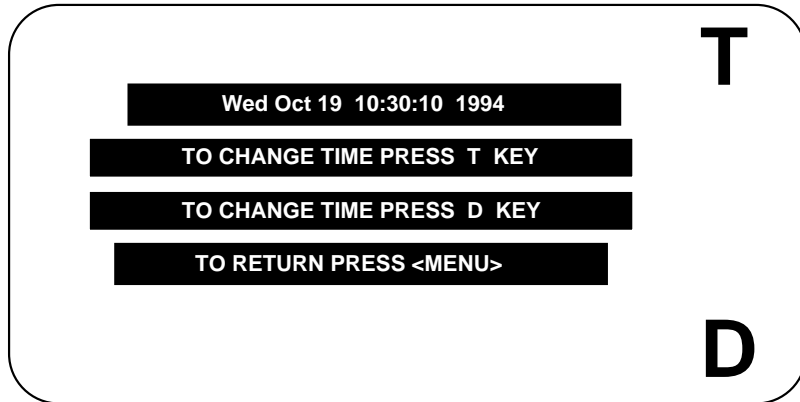 T
Wed Oct 19 10:30:10 1994
TO CHANGE TIME PRESS T KEY
TO CHANGE TIME PRESS D KEY
TO RETURN PRESS <MENU>
D